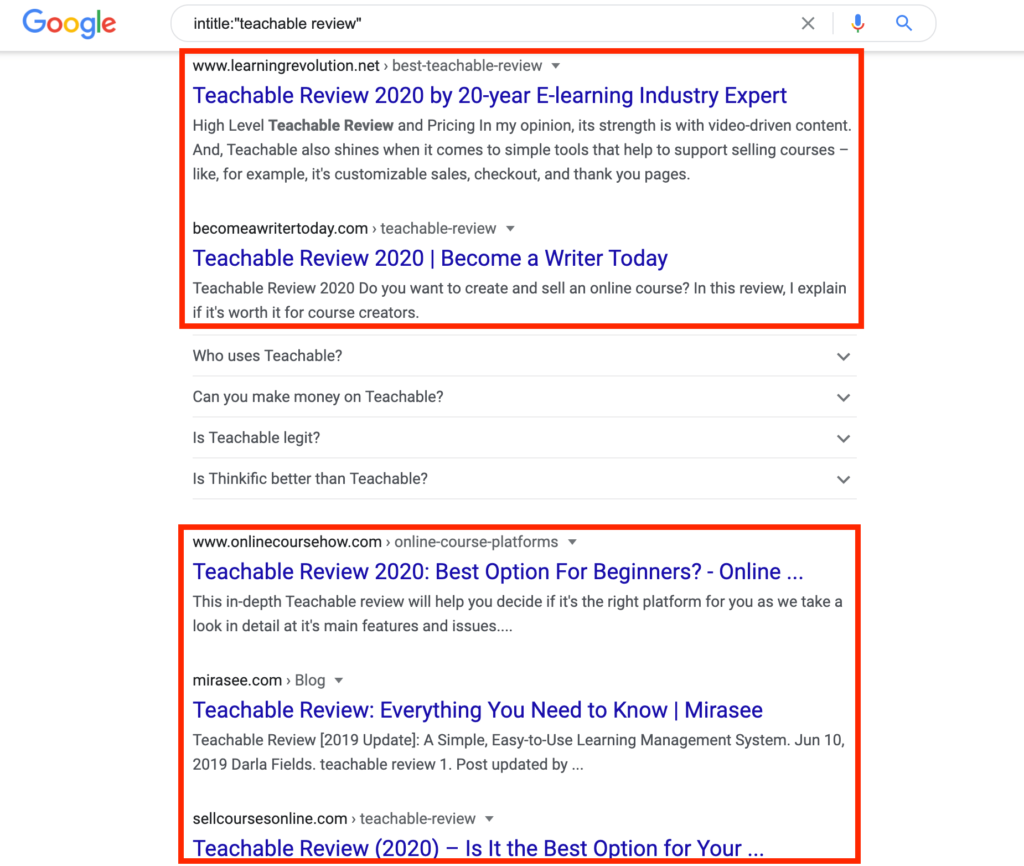 Google
intitle:"teachable review"
www.learningrevolution.net › best-teachable-review
Teachable Review 2020 by 20-year E-learning Industry Expert
High Level Teachable Review and Pricing In my opinion, its strength is with video-driven content.
And, Teachable also shines when it comes to simple tools that help to support selling courses –
like, for example, it's customizable sales, checkout, and thank you pages.
becomeawritertoday.com › teachable-review
Teachable Review 2020 | Become a Writer Today
Teachable Review 2020 Do you want to create and sell an online course? In this review, I explain
if it's worth it for course creators.
Who uses Teachable?
Can you make money on Teachable?
Is Teachable legit?
Is Thinkific better than Teachable?
www.onlinecoursehow.com › online-course-platforms
Teachable Review 2020: Best Option For Beginners? - Online ...
This in-depth Teachable review will help you decide if it's the right platform for you as we take a
look in detail at it's main features and issues....
mirasee.com › Blog
Teachable Review: Everything You Need to Know | Mirasee
Teachable Review [2019 Update]: A Simple, Easy-to-Use Learning Management System. Jun 10,
2019 Darla Fields. teachable review 1. Post updated by ...
sellcoursesonline.com › teachable-review
Teachable Review (2020) – Is It the Best Option for Your ...